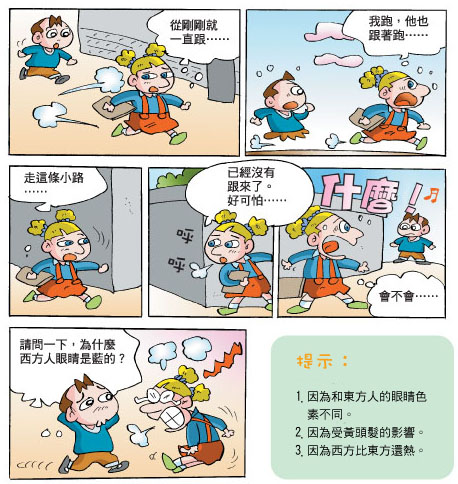 從剛剛就
一直跟……
我跑，他也
跟著跑……
走這條小路
……
已經沒有
跟來了。
好可怕……
呼
呼
什麼！
會不會……
請問一下，為什麼
西方人眼睛是藍的？
提示：
1. 因為和東方人的眼睛色
素不同。
2. 因為受黃頭髮的影響。
3. 因為西方比東方還熱。